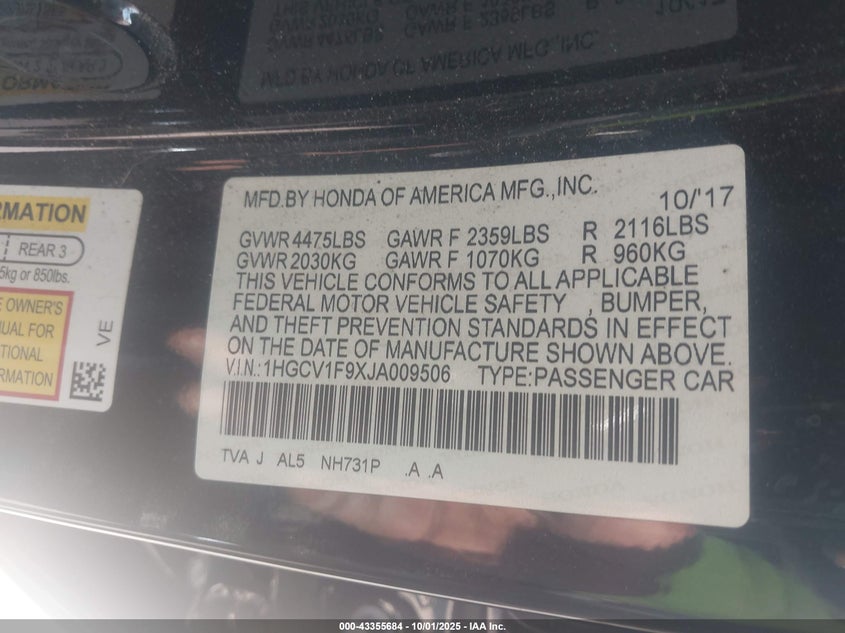 MFD.BY HONDA OF AMERICA MFG.,INC.
10/'17
GVWR 4475LBS GAWR F 2359LBS R 2116LBS
GVWR 2030KG GAWR F 1070KG R 960KG
THIS VEHICLE CONFORMS TO ALL APPLICABLE
FEDERAL MOTOR VEHICLE SAFETY , BUMPER,
AND THEFT PREVENTION STANDARDS IN EFFECT
ON THE DATE OF MANUFACTURE SHOWN ABOVE.
V.I.N.:1HGCV1F9XJA009506 TYPE:PASSENGER CAR
TVA J AL5 NH731P .A .A
RMATION
REAR 3
5kg or 850lbs.
OWNER'S
UAL FOR
TIONAL
MATION
VE
000-43355684 - 10/01/2025 - IAA Inc.